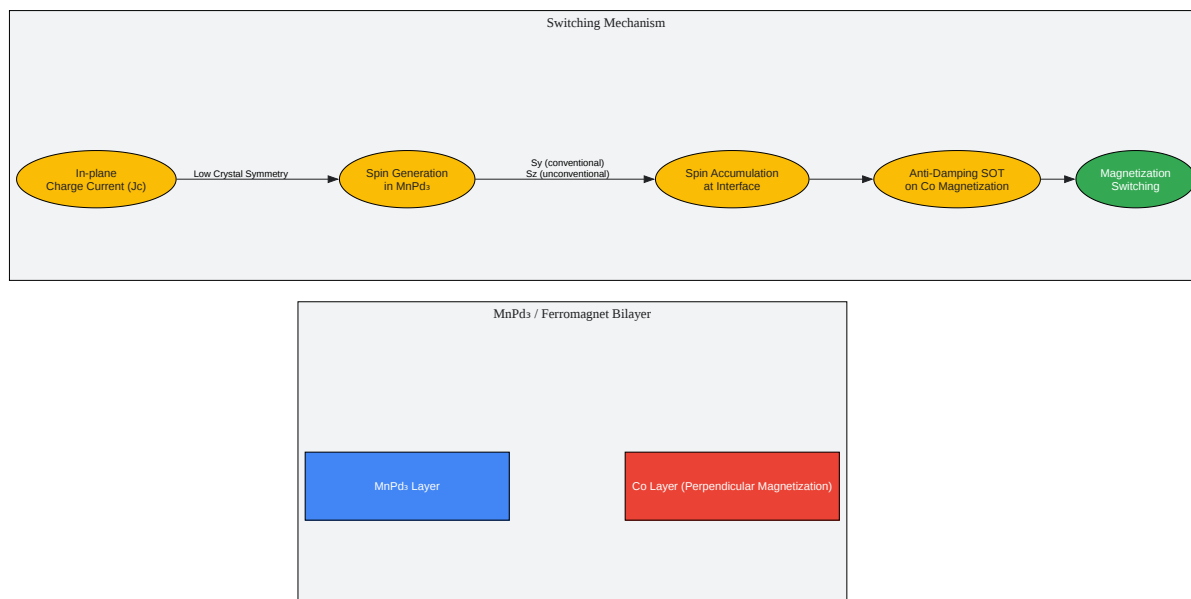 Switching Mechanism
In-plane
Charge Current (Jc)
Low Crystal Symmetry
Spin Generation
in MnPd₃
Sy (conventional)
Sz (unconventional)
Spin Accumulation
at Interface
Anti-Damping SOT
on Co Magnetization
Magnetization
Switching
MnPd₃ / Ferromagnet Bilayer
MnPd₃ Layer
Co Layer (Perpendicular Magnetization)